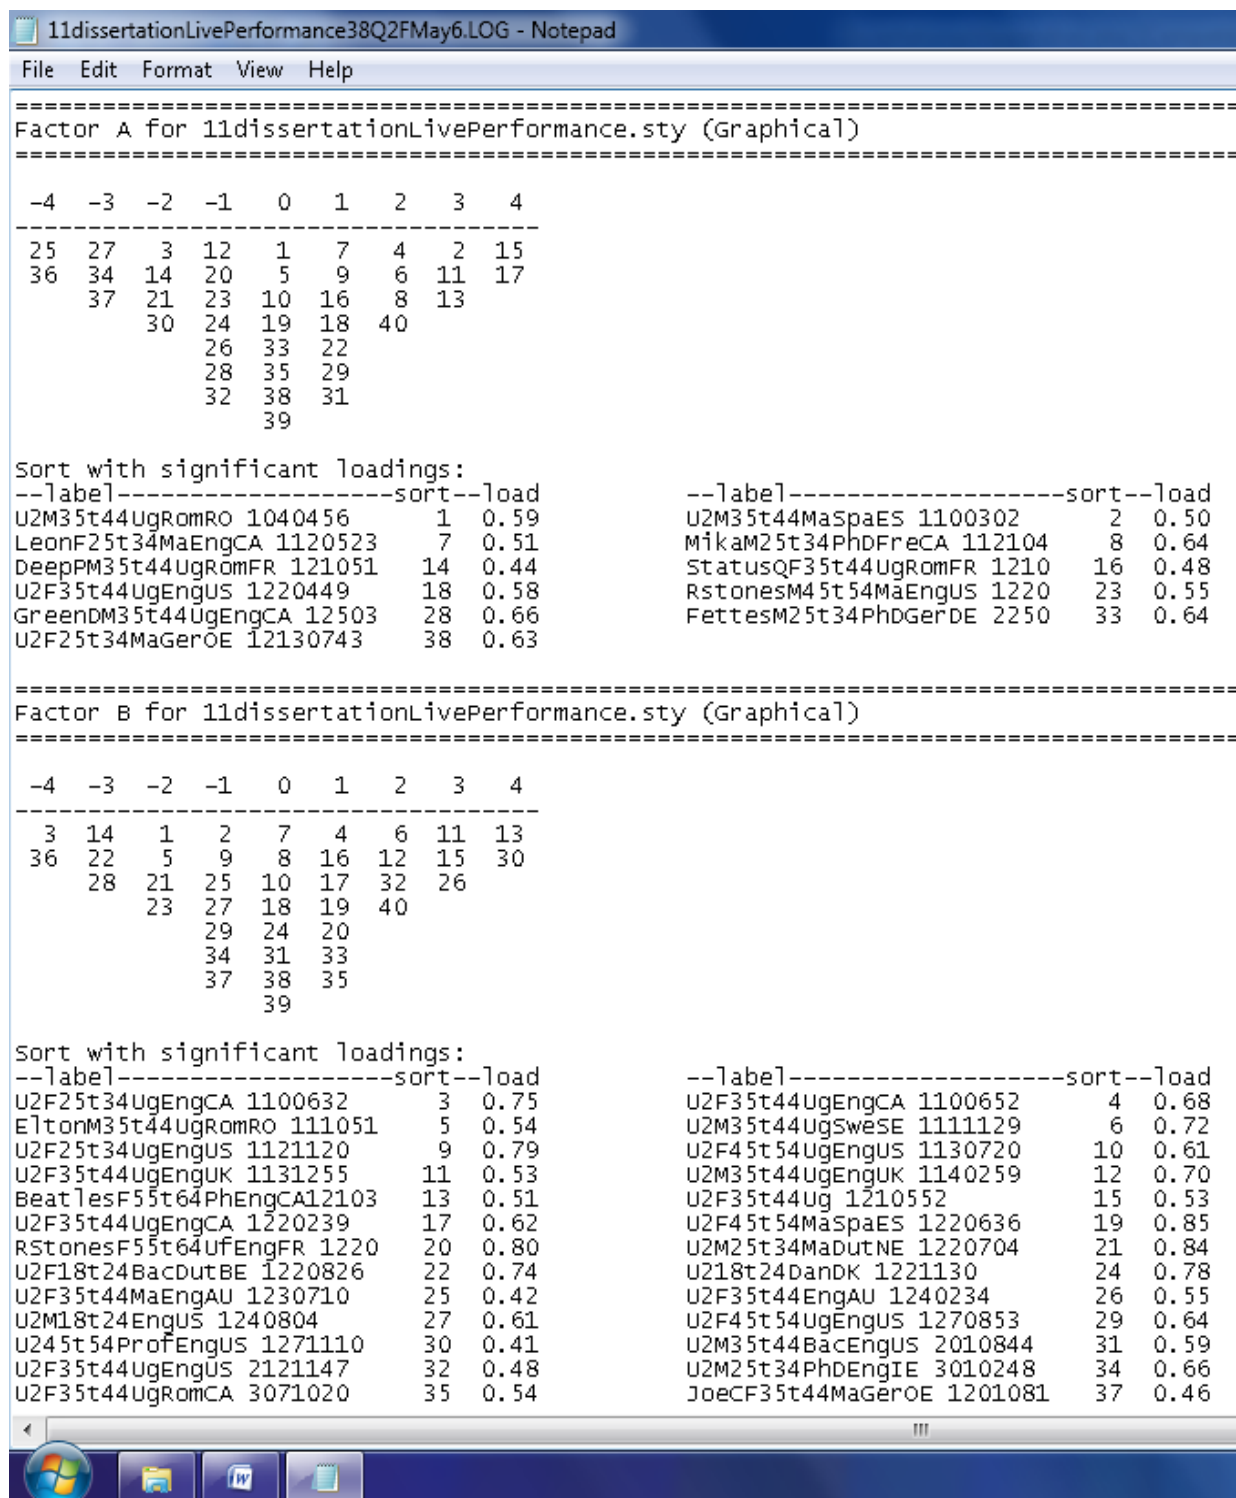 11dissertationLivePerformance38Q2FMay6.LOG - Notepad
File Edit Format View Help
Factor A for 11dissertationLivePerformance.sty (Graphical)
-4 -3 -2 -1 0 1 2 3 4
25 27 3 12 1 7 4 2 15
36 34 14 20 5 9 6 11 17
37 21 23 10 16 8 13
30 24 19 18 40
26 33 22
28 35 29
32 38 31
39
Sort with significant loadings:
--label-------------------sort--load --label-------------------sort--load
U2M35t44UgRomRO 1040456 1 0.59 U2M35t44MaSpaES 1100302 2 0.50
LeonF25t34MaEngCA 1120523 7 0.51 MikaM25t34PhDFreCA 112104 8 0.64
DeepPM35t44UgRomFR 121051 14 0.44 StatusQF35t44UgRomFR 1210 16 0.48
U2F35t44UgEngUS 1220449 18 0.58 RstonesM45t54MaEngUS 1220 23 0.55
GreenDM35t44UgEngCA 12503 28 0.66 FettesM25t34PhDGerDE 2250 33 0.64
U2F25t34MaGerOE 12130743 38 0.63
Factor B for 11dissertationLivePerformance.sty (Graphical)
-4 -3 -2 -1 0 1 2 3 4
3 14 1 2 7 4 6 11 13
36 22 5 9 8 16 12 15 30
28 21 25 10 17 32 26
23 27 18 19 40
29 24 20
34 31 33
37 38 35
39
Sort with significant loadings:
--label-------------------sort--load --label-------------------sort--load
U2F25t34UgEngCA 1100632 3 0.75 U2F35t44UgEngCA 1100652 4 0.68
EltonM35t44UgRomRO 111051 5 0.54 U2M35t44UgSweSE 1111129 6 0.72
U2F25t34UgEngUS 1121120 9 0.79 U2F45t54UgEngUS 1130720 10 0.61
U2F35t44UgEngUK 1131255 11 0.53 U2M35t44UgEngUK 1140259 12 0.70
BeatlesF55t64PhEngCA12103 13 0.51 U2F35t44Ug 1210552 15 0.53
U2F35t44UgEngCA 1220239 17 0.62 U2F45t54MaSpaES 1220636 19 0.85
RStonesF55t64UfEngFR 1220 20 0.80 U2M25t34MaDutNE 1220704 21 0.84
U2F18t24BacDutBE 1220826 22 0.74 U218t24DanDK 1221130 24 0.78
U2F35t44MaEngAU 1230710 25 0.42 U2F35t44EngAU 1240234 26 0.55
U2M18t24EngUS 1240804 27 0.61 U2F45t54UgEngUS 1270853 29 0.64
U245t54ProfEngUS 1271110 30 0.41 U2M35t44BacEngUS 2010844 31 0.59
U2F35t44UgEngUS 2121147 32 0.48 U2M25t34PhDEngIE 3010248 34 0.66
U2F35t44UgRomCA 3071020 35 0.54 JoeCF35t44MaGerOE 1201081 37 0.46